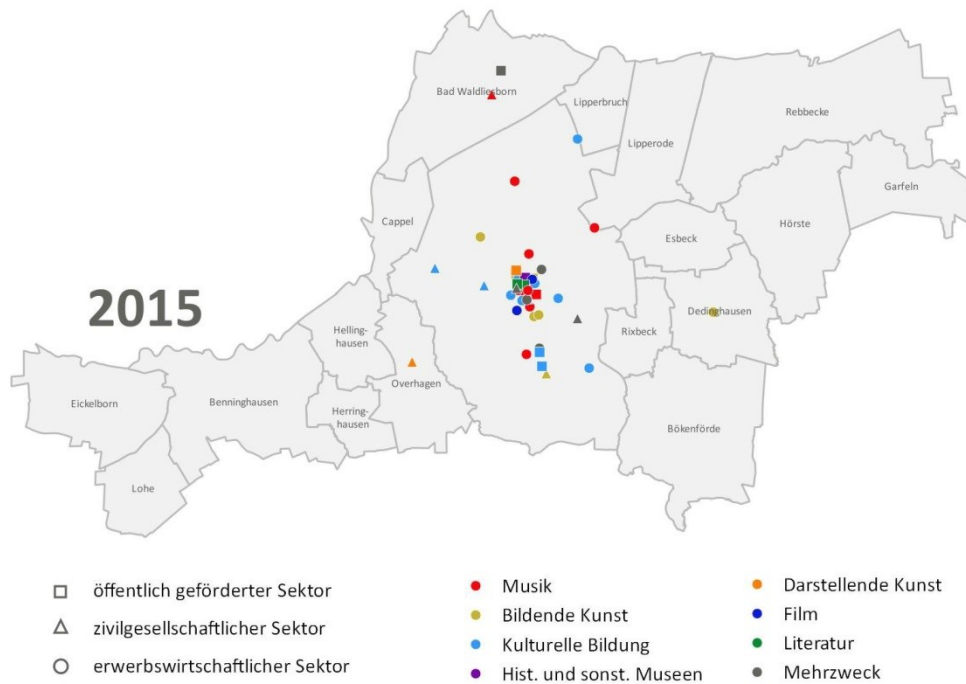 Bad Waldliesborn
Lipperbruch
Rebbecke
Lipperode
Garfeln
Cappel
Hörste
Esbeck
2015
Dedinghausen
Helling-
hausen
Rixbeck
Overhagen
Eickelborn
Benninghausen
Herring-
hausen
Bökenförde
Lohe
öffentlich geförderter Sektor
zivilgesellschaftlicher Sektor
erwerbswirtschaftlicher Sektor
Musik
Bildende Kunst
Kulturelle Bildung
Hist. und sonst. Museen
Darstellende Kunst
Film
Literatur
Mehrzweck